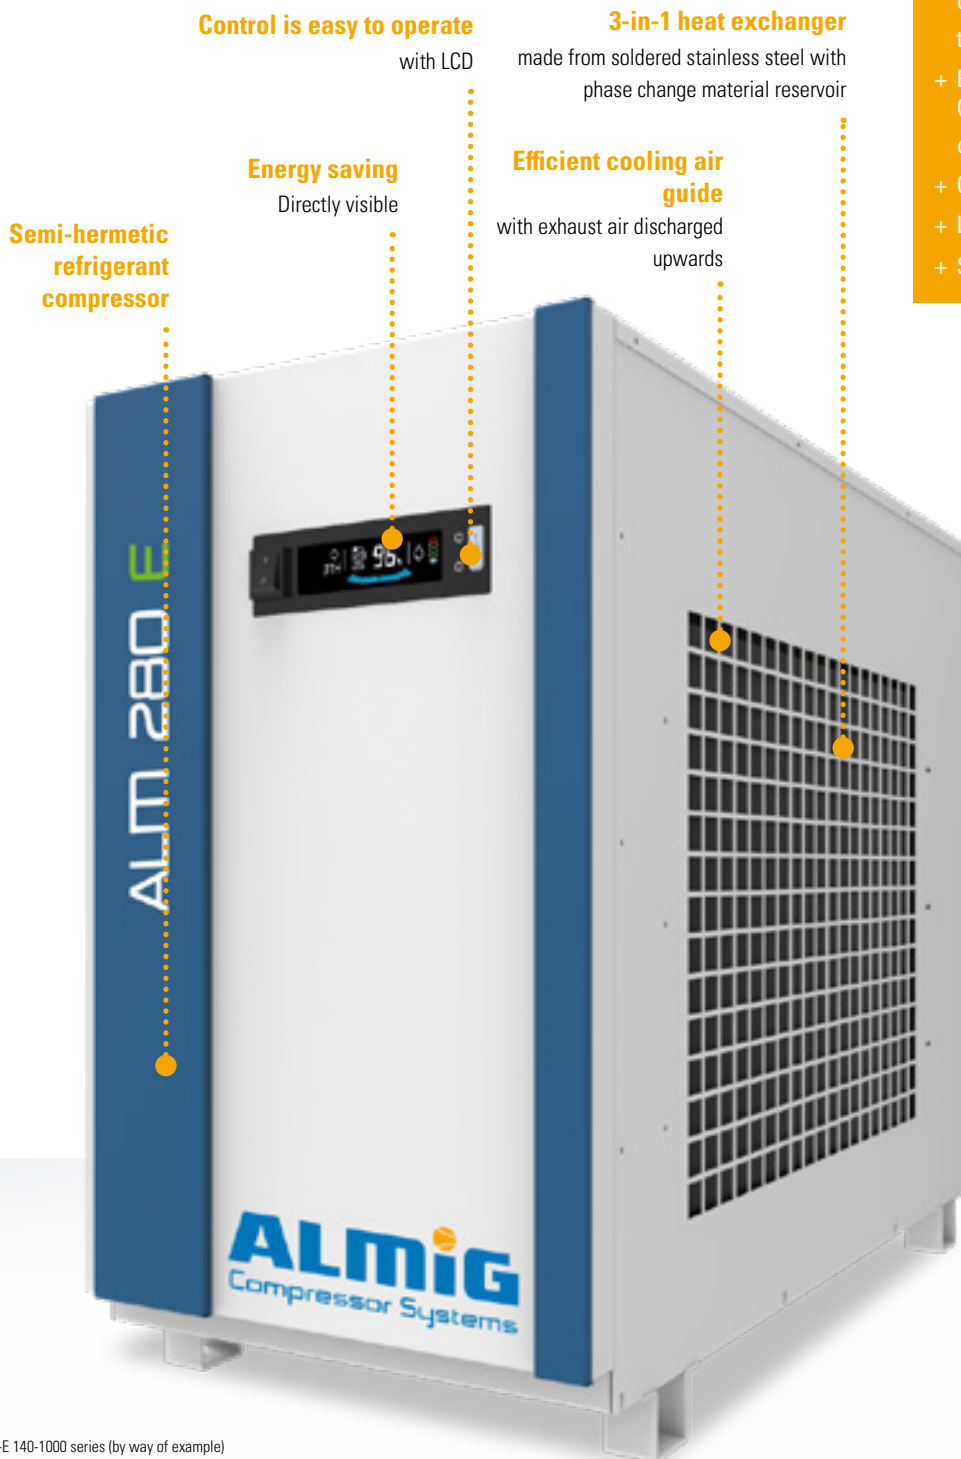 Control is easy to operate
with LCD
3-in-1 heat exchanger
made from soldered stainless steel with
phase change material reservoir
Energy saving
Directly visible
Efficient cooling air
guide
with exhaust air discharged
upwards
Semi-hermetic
refrigerant
compressor
ALM 280 E
ALMiG
Compressor Systems
-E 140-1000 series (by way of example)